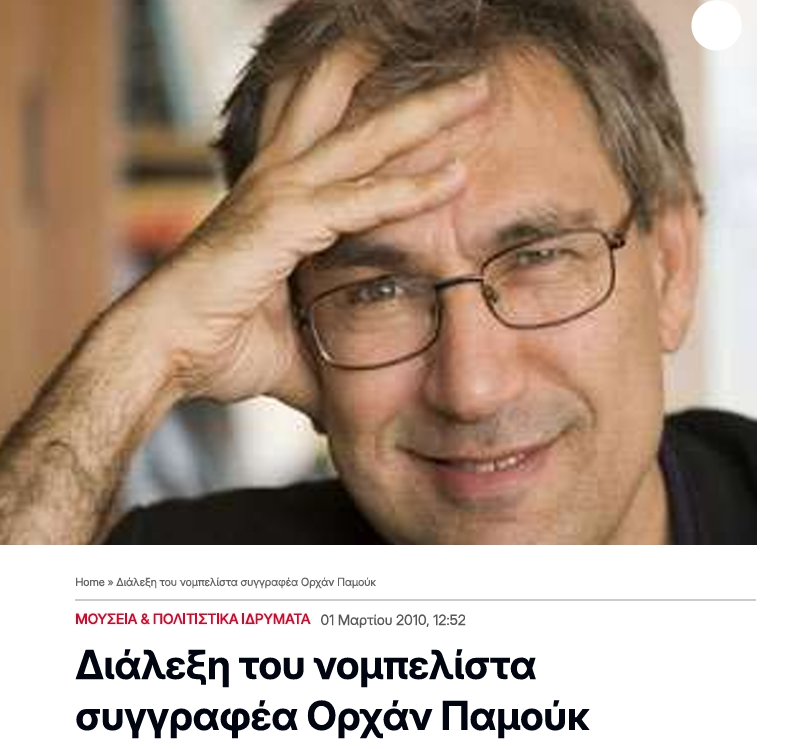 Home » Διάλεξη του νομπελίστα συγγραφέα Ορχάν Παμούκ
ΜΟΥΣΕΙΑ & ΠΟΛΙΤΙΣΤΙΚΑ ΙΔΡΥΜΑΤΑ 01 Μαρτίου 2010, 12:52
Διάλεξη του νομπελίστα
συγγραφέα Ορχάν Παμούκ